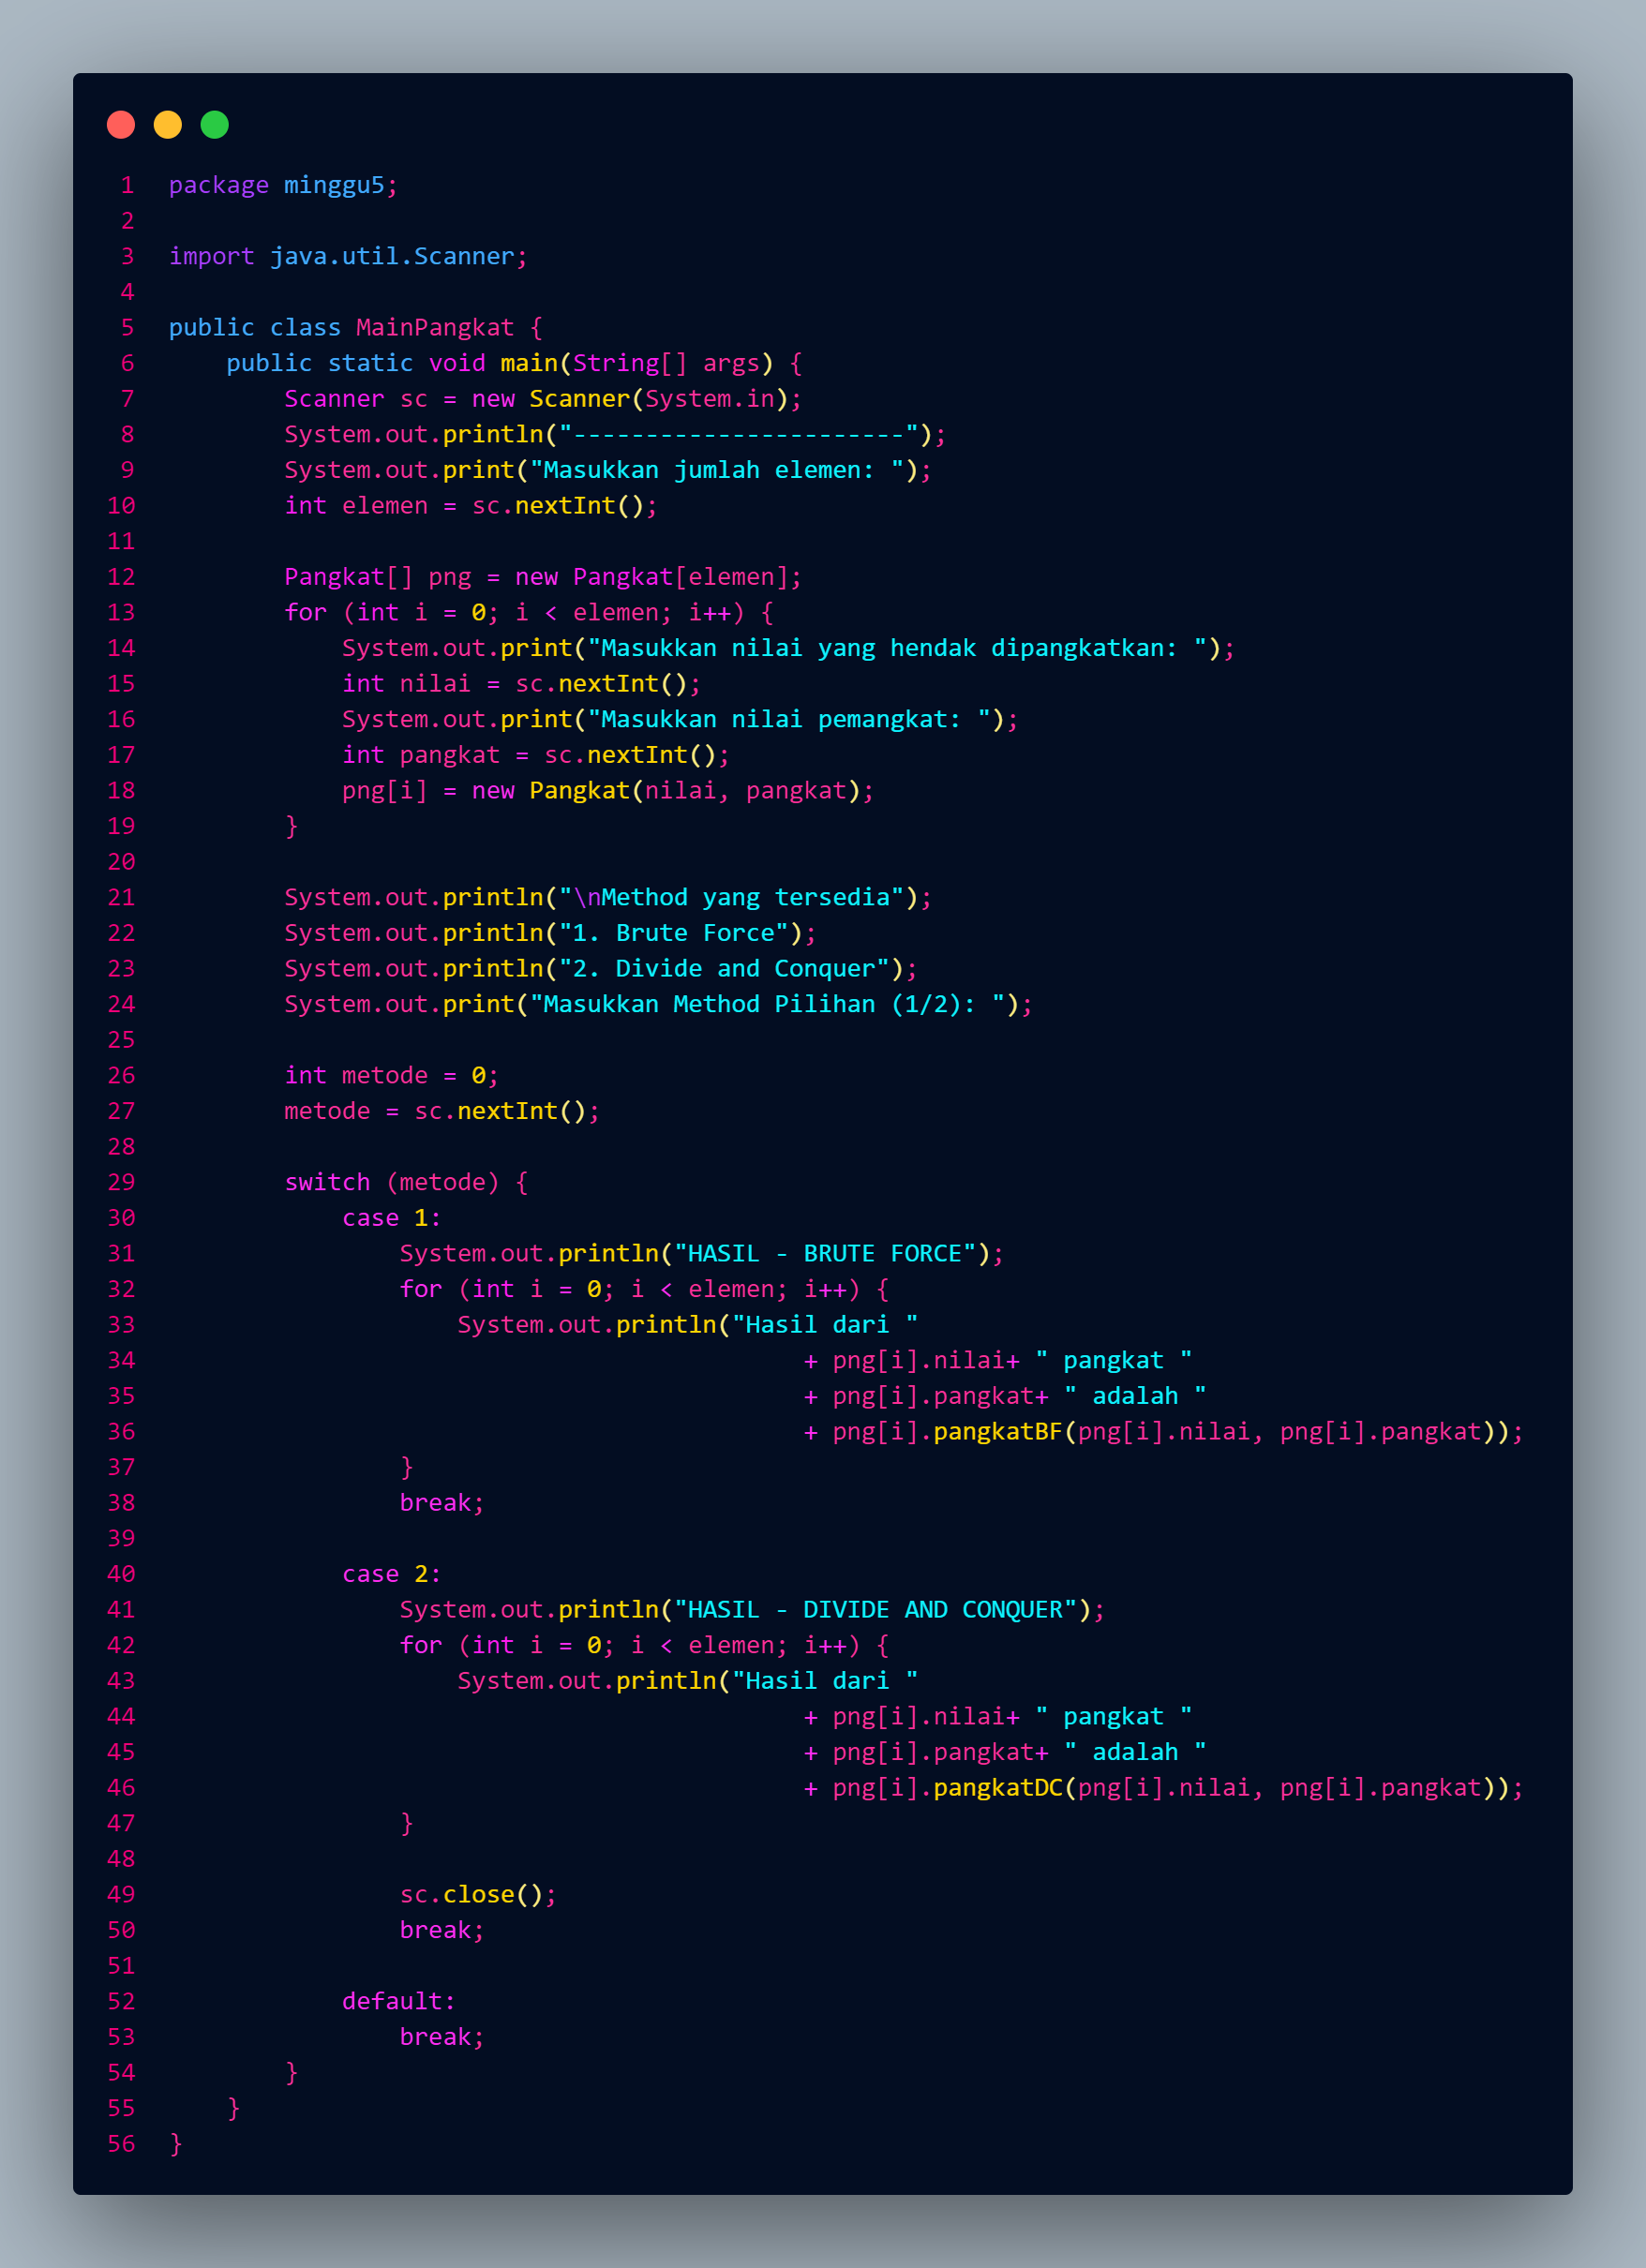 1 package minggu5;
2
3 import java.util.Scanner;
4
5 public class MainPangkat {
6     public static void main(String[] args) {
7         Scanner sc = new Scanner(System.in);
8         System.out.println("-----------------------");
9         System.out.print("Masukkan jumlah elemen: ");
10         int elemen = sc.nextInt();
11
12         Pangkat[] png = new Pangkat[elemen];
13         for (int i = 0; i < elemen; i++) {
14             System.out.print("Masukkan nilai yang hendak dipangkatkan: ");
15             int nilai = sc.nextInt();
16             System.out.print("Masukkan nilai pemangkat: ");
17             int pangkat = sc.nextInt();
18             png[i] = new Pangkat(nilai, pangkat);
19         }
20
21         System.out.println("\nMethod yang tersedia");
22         System.out.println("1. Brute Force");
23         System.out.println("2. Divide and Conquer");
24         System.out.print("Masukkan Method Pilihan (1/2): ");
25
26         int metode = 0;
27         metode = sc.nextInt();
28
29         switch (metode) {
30             case 1:
31                 System.out.println("HASIL - BRUTE FORCE");
32                 for (int i = 0; i < elemen; i++) {
33                     System.out.println("Hasil dari "
34                                             + png[i].nilai+ " pangkat "
35                                             + png[i].pangkat+ " adalah "
36                                             + png[i].pangkatBF(png[i].nilai, png[i].pangkat));
37                 }
38                 break;
39
40             case 2:
41                 System.out.println("HASIL - DIVIDE AND CONQUER");
42                 for (int i = 0; i < elemen; i++) {
43                     System.out.println("Hasil dari "
44                                             + png[i].nilai+ " pangkat "
45                                             + png[i].pangkat+ " adalah "
46                                             + png[i].pangkatDC(png[i].nilai, png[i].pangkat));
47                 }
48
49                 sc.close();
50                 break;
51
52             default:
53                 break;
54         }
55     }
56 }